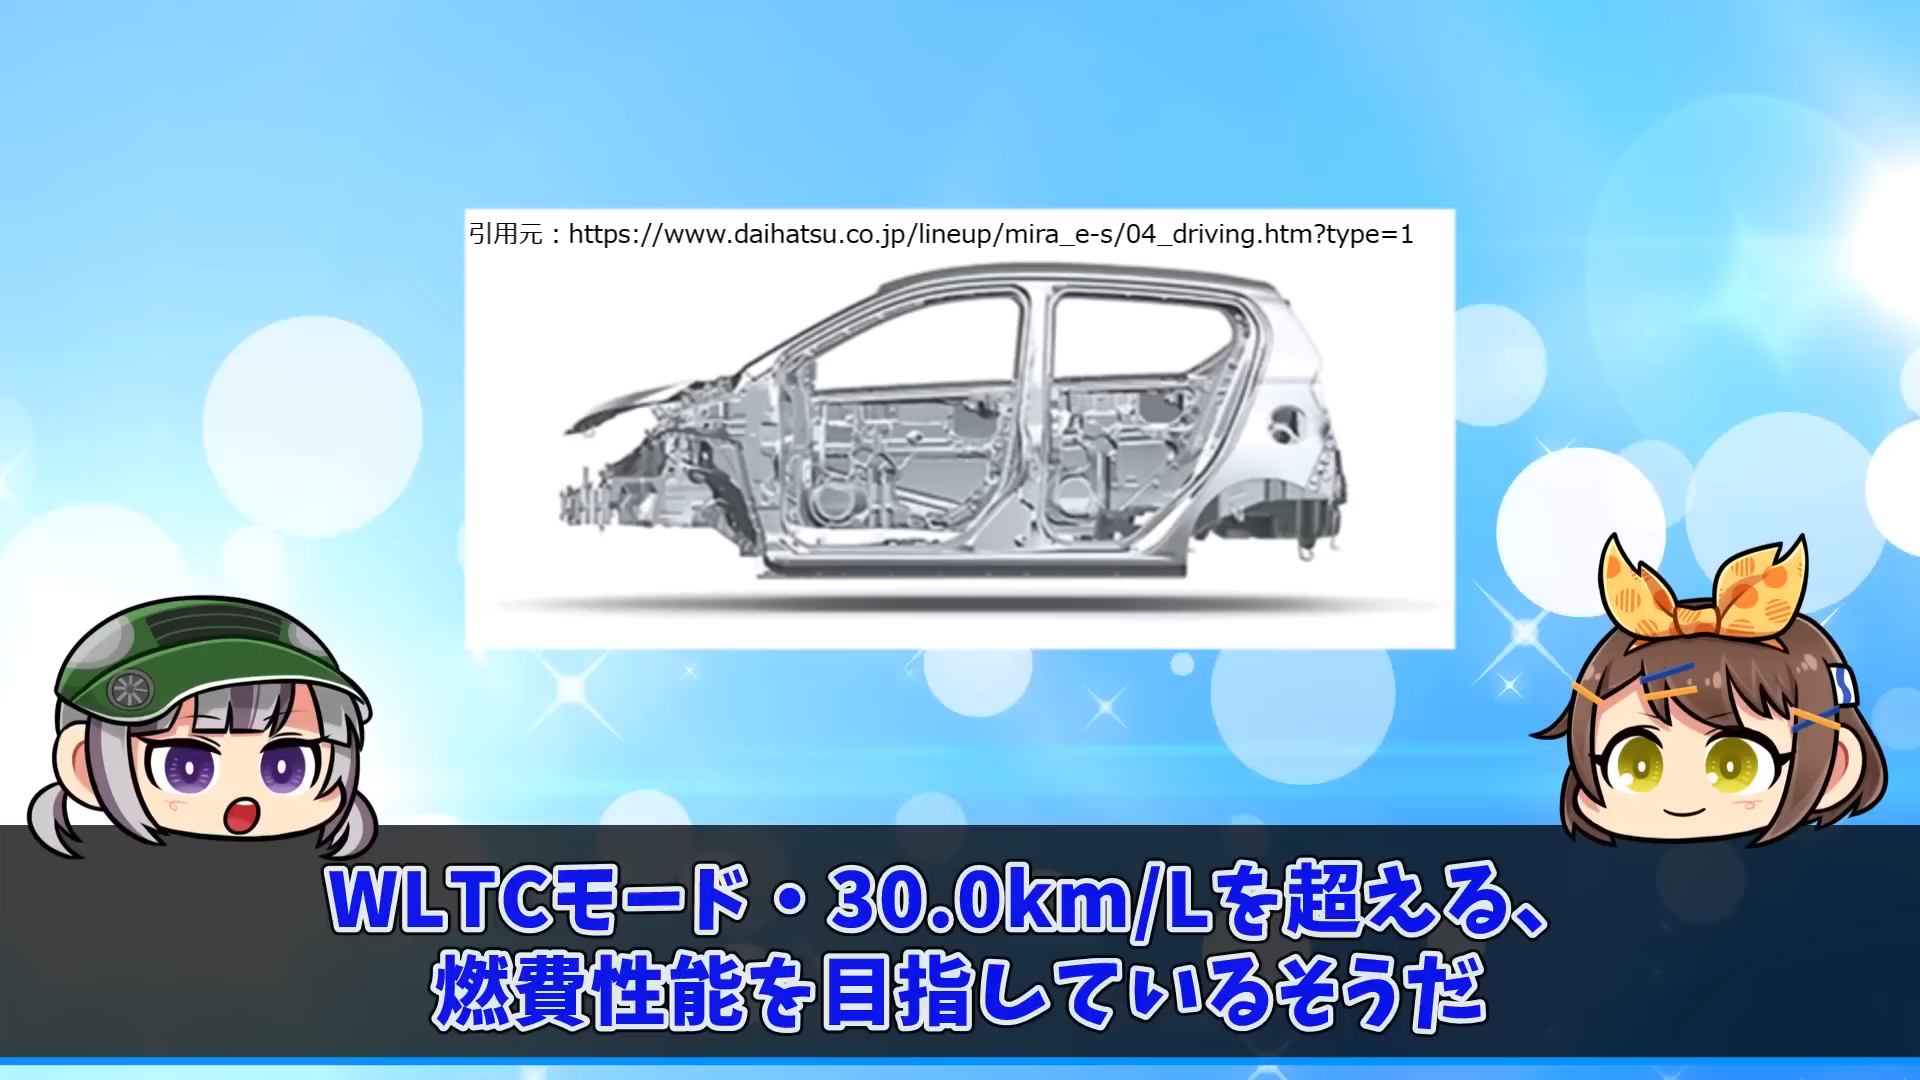 引用元：https://www.daihatsu.co.jp/lineup/mira_e-s/04_driving.htm?type=1
WLTCモード・30.0km/Lを超える、
燃費性能を目指しているそうだ